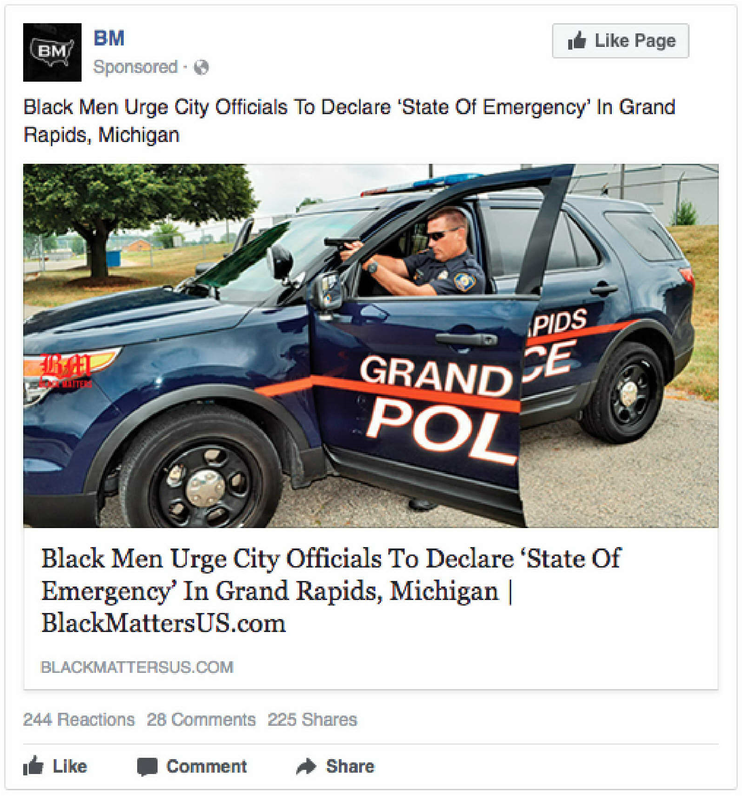 BM
BM
Sponsored ·
Like Page
Black Men Urge City Officials To Declare ‘State Of Emergency’ In Grand
Rapids, Michigan
GRAND
POL
PIDS
CE
BM
BLACK MATTERS
Black Men Urge City Officials To Declare ‘State Of
Emergency’ In Grand Rapids, Michigan |
BlackMattersUS.com
BLACKMATTERSUS.COM
244 Reactions 28 Comments 225 Shares
Like Comment Share